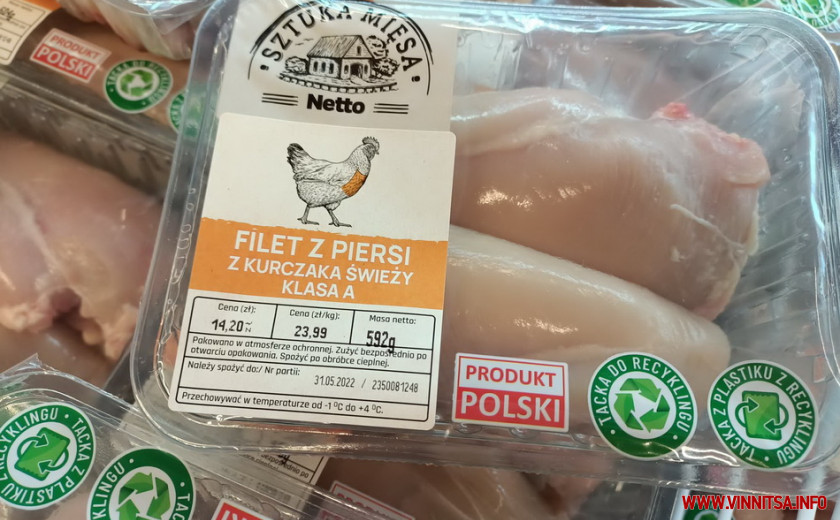 SZTUKA MIĘSA
Netto
FILET Z PIERSI
Z KURCZAKA ŚWIEŻY
KLASA A
Cena (zł):
14,20
Cena (zł/kg):
23,99
Masa netto:
592g
Pakowano w atmosferze ochronnej. Zużyć bezpośrednio po
otwarciu opakowania. Spożyć po obróbce cieplnej.
Należy spożyć do:/ Nr partii:
31.05.2022 / 2350081248
Przechowywać w temperaturze od -1 °C do +4 °C.
PRODUKT
POLSKI
TACKA DO RECYKLINGU
TACKA Z PLASTIKU Z RECYKLINGU
PRODUKT
POLSKI
TACKA DO RECYKLINGU
TACKA Z PLASTIKU Z RECYKLINGU
WWW.VINNITSA.INFO